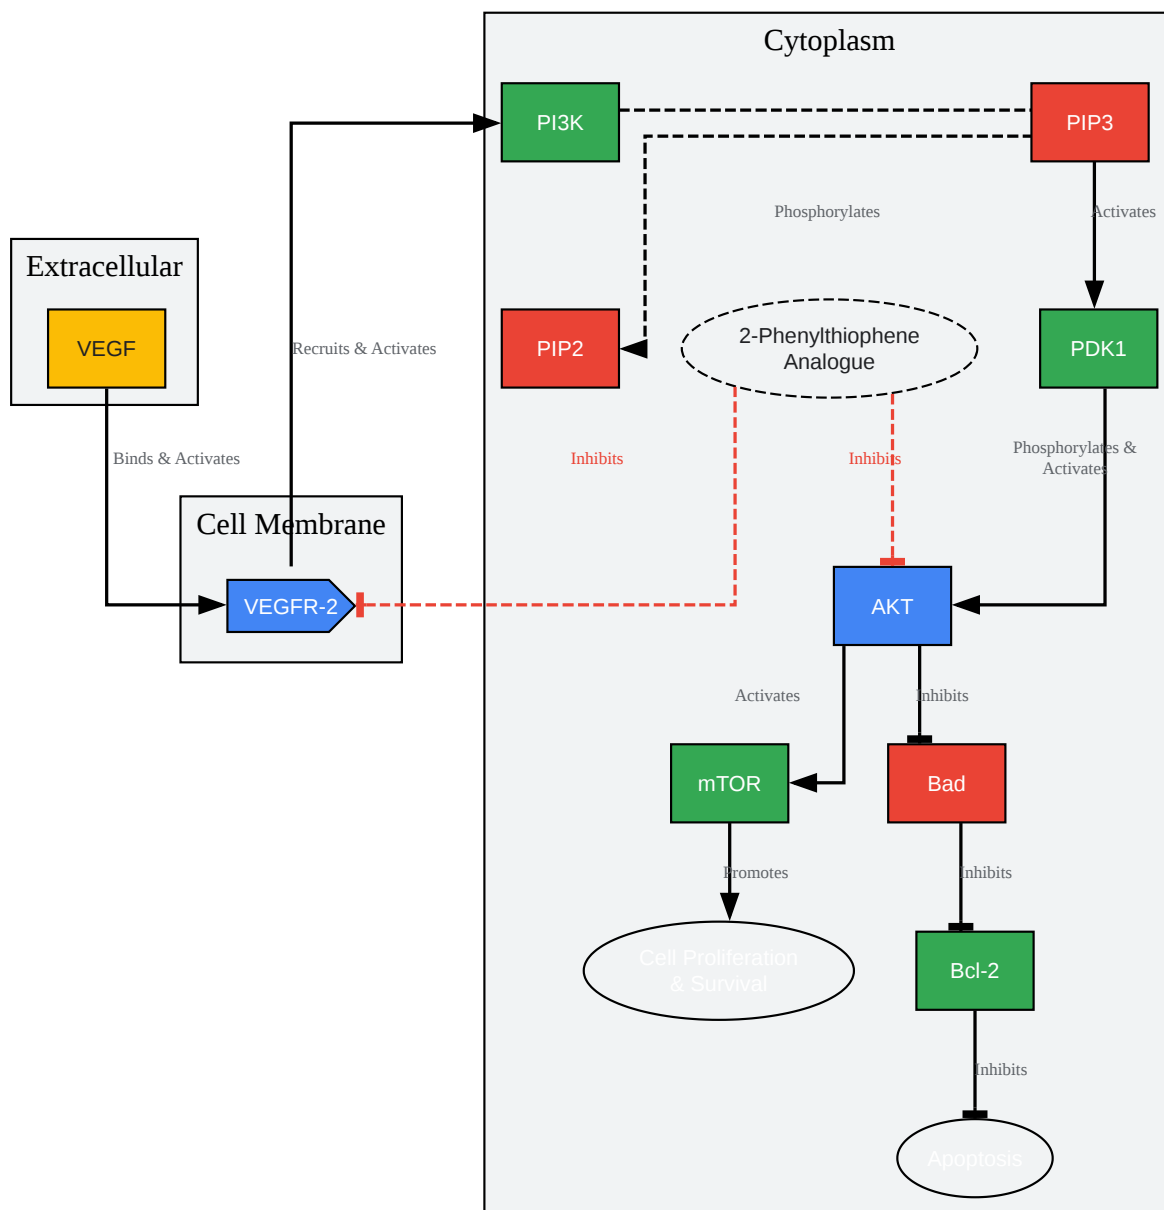 Cytoplasm
PI3K
PIP3
Phosphorylates
Activates
Extracellular
VEGF
Recruits & Activates
PIP2
2-Phenylthiophene
Analogue
PDK1
Binds & Activates
Inhibits
Inhibits
Phosphorylates &
Activates
Cell Membrane
VEGFR-2
AKT
Activates
Inhibits
mTOR
Bad
Promotes
Inhibits
Cell Proliferation
& Survival
Bcl-2
Inhibits
Apoptosis